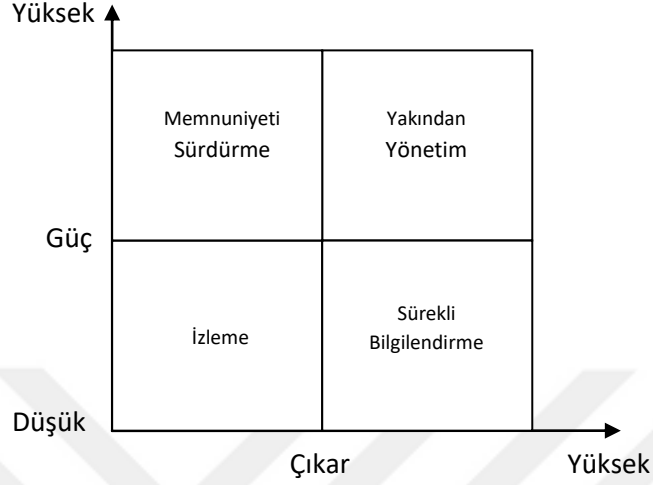 Yüksek
Memnuniyeti
Sürdürme
Yakından
Yönetim
Güç
İzleme
Sürekli
Bilgilendirme
Düşük
Çıkar
Yüksek